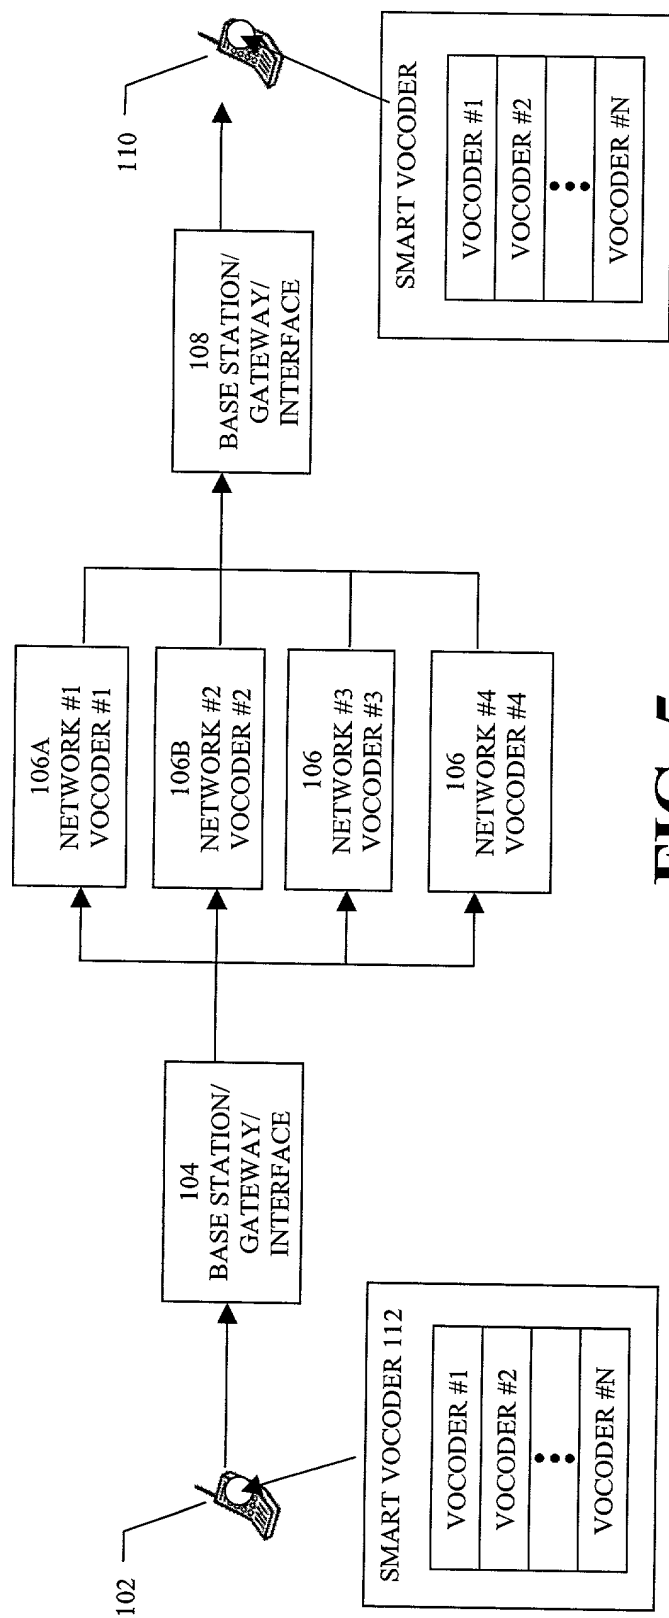 102
SMART VOCODER 112
VOCODER #1
VOCODER #2
VOCODER #N
104
BASE STATION/
GATEWAY/
INTERFACE
106A
NETWORK #1
VOCODER #1
106B
NETWORK #2
VOCODER #2
106
NETWORK #3
VOCODER #3
106
NETWORK #4
VOCODER #4
108
BASE STATION/
GATEWAY/
INTERFACE
110
SMART VOCODER
VOCODER #1
VOCODER #2
VOCODER #N
FIG